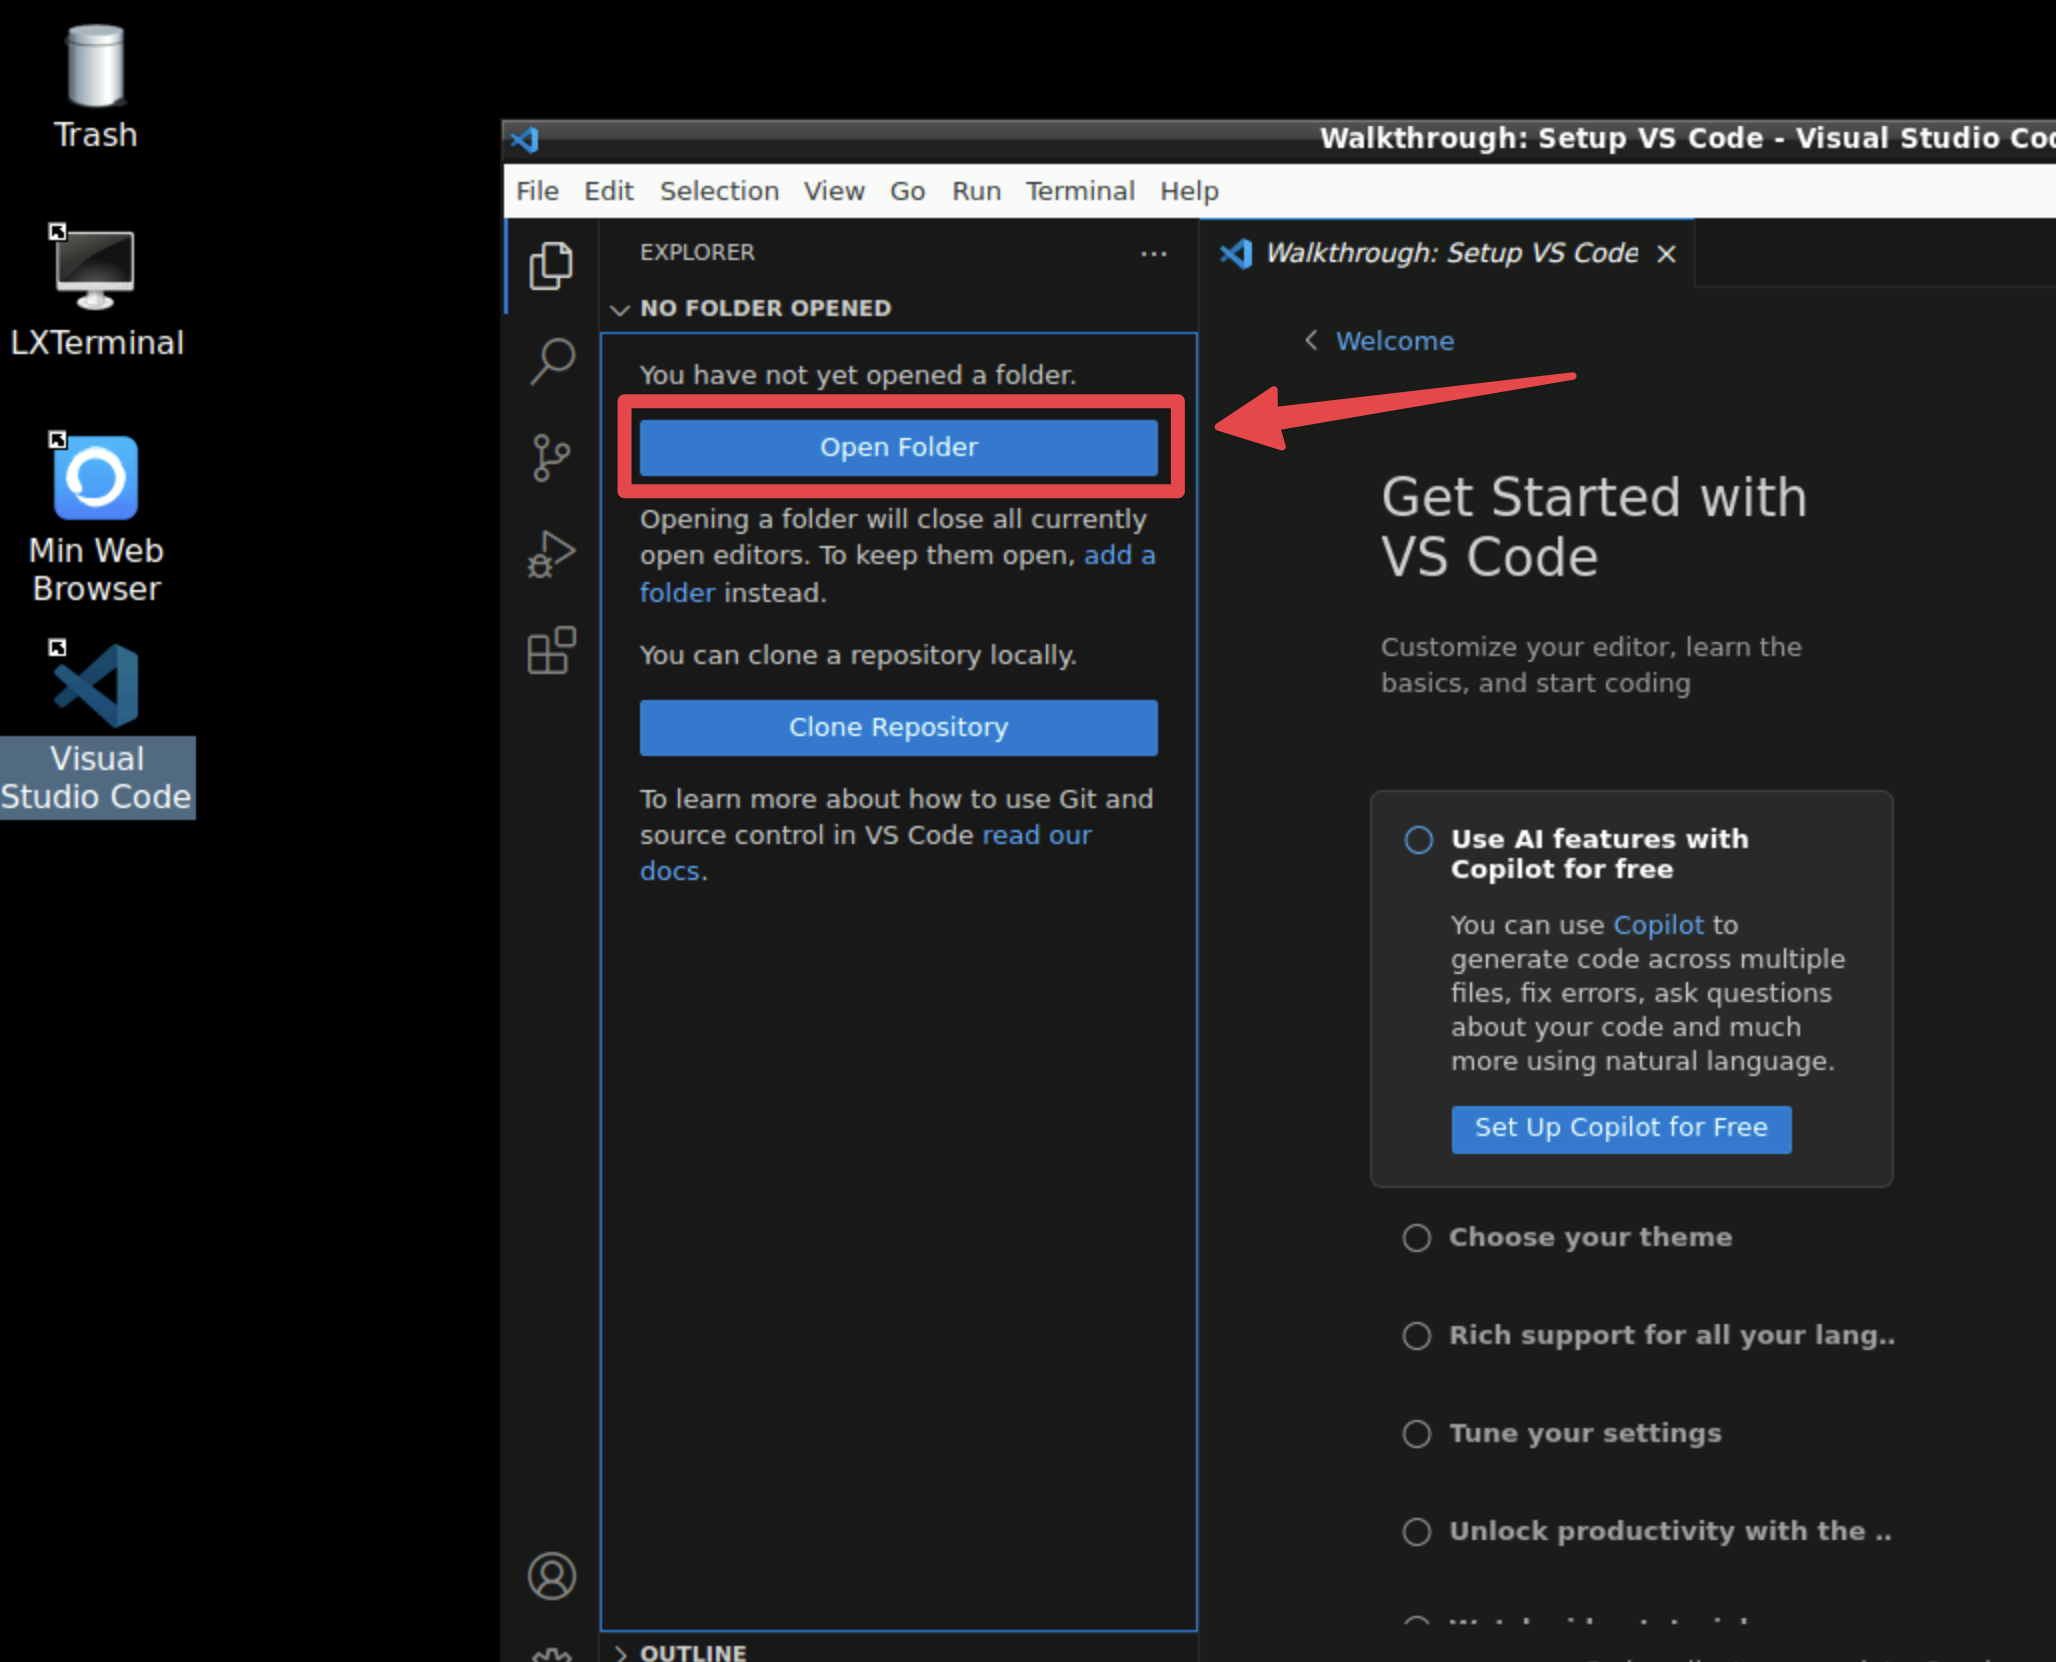 Trash
LXTerminal
Min Web
Browser
Visual
Studio Code
Walkthrough: Setup VS Code - Visual Studio
File Edit Selection View Go Run Terminal Help
EXPLORER
NO FOLDER OPENED
You have not yet opened a folder.
Open Folder
Opening a folder will close all currently
open editors. To keep them open, add a
folder instead.
You can clone a repository locally.
Clone Repository
To learn more about how to use Git and
source control in VS Code read our
docs.
OUTLINE
Walkthrough: Setup VS Code
Welcome
Get Started with
VS Code
Customize your editor, learn the
basics, and start coding
Use AI features with
Copilot for free
You can use Copilot to
generate code across multiple
files, fix errors, ask questions
about your code and much
more using natural language.
Set Up Copilot for Free
Choose your theme
Rich support for all your lang..
Tune your settings
Unlock productivity with the ..